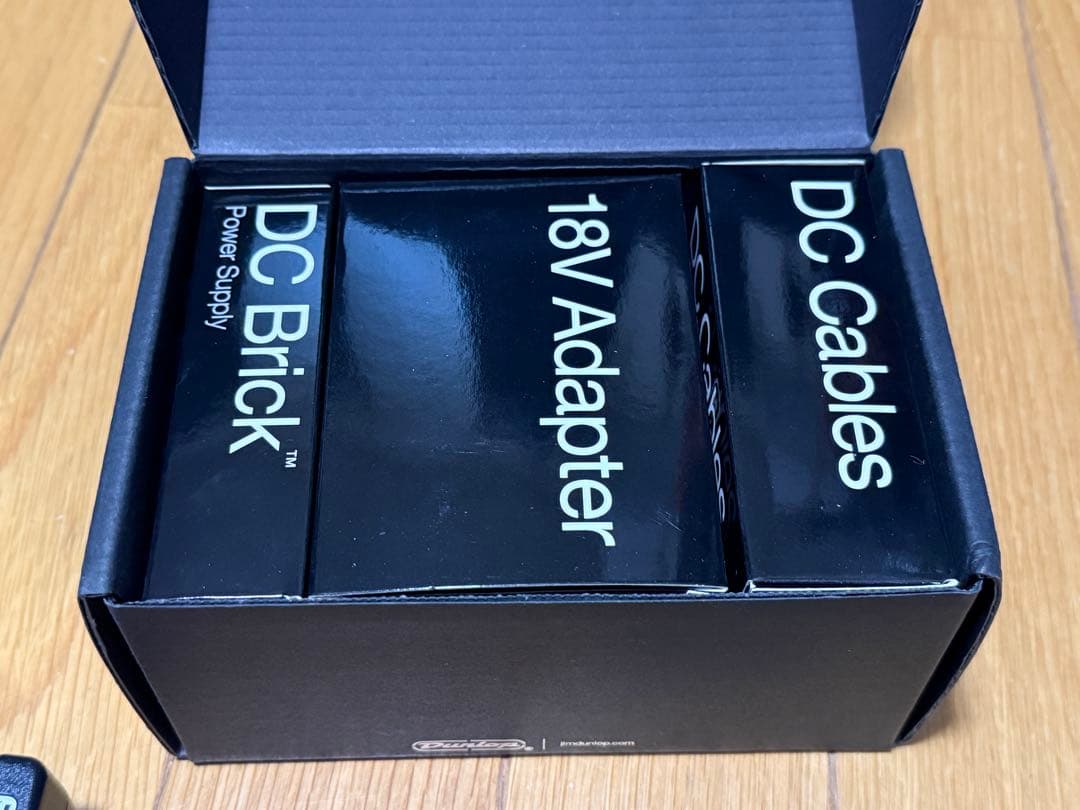 DC Brick™
Power Supply
18V Adapter
DC Cables
DC Cables
Dunlop®
jimdunlop.com